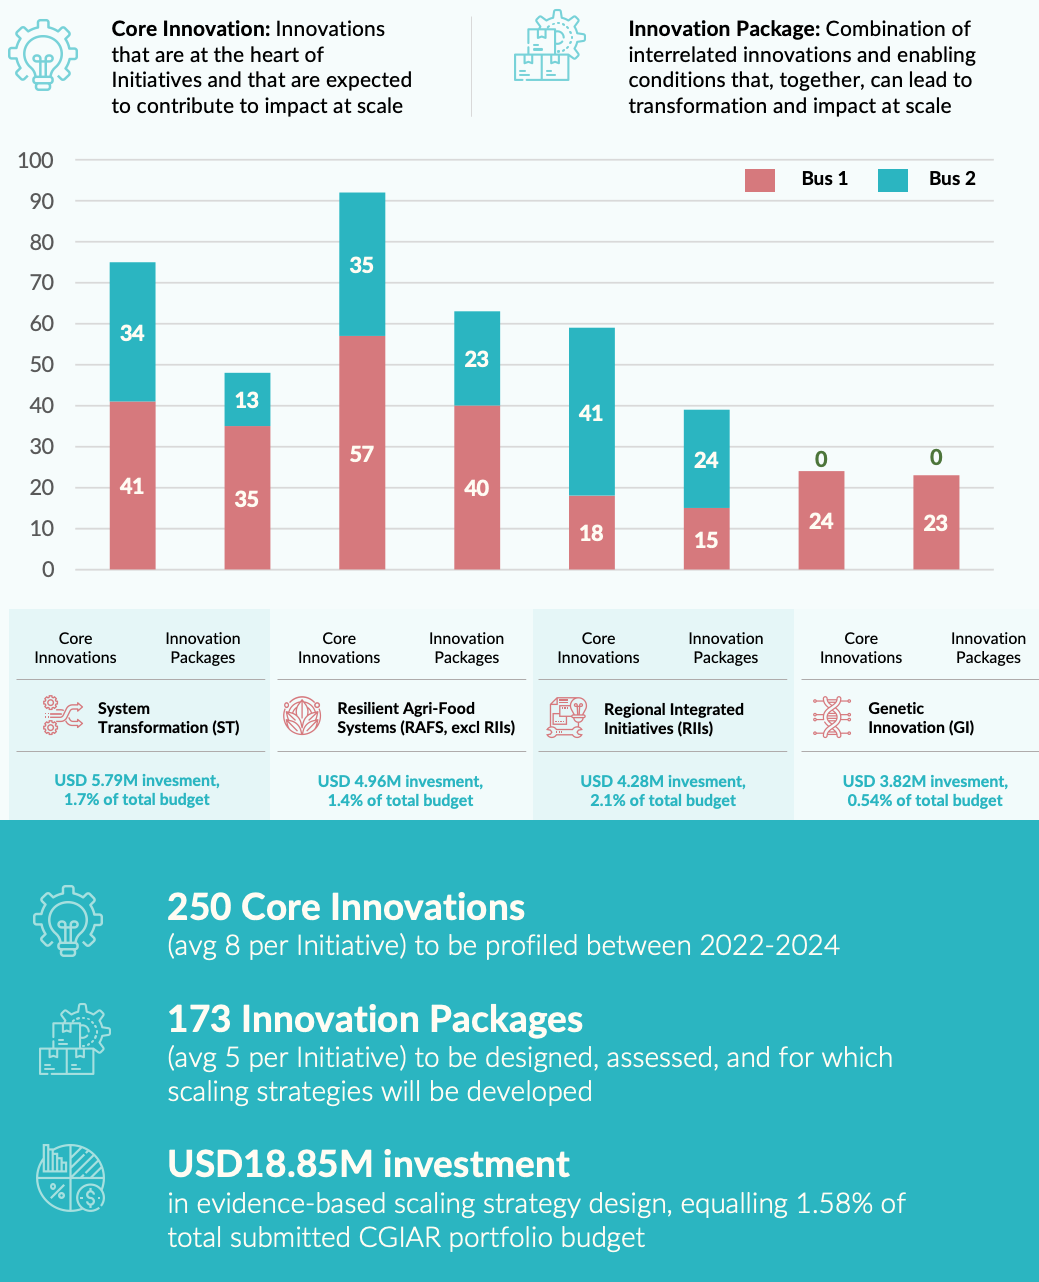 Core Innovation: Innovations
that are at the heart of
Initiatives and that are expected
to contribute to impact at scale
Innovation Package: Combination of
interrelated innovations and enabling
conditions that, together, can lead to
transformation and impact at scale
100
90
80
70
60
50
40
30
20
10
0
Bus 1
Bus 2
34
41
13
35
35
57
23
40
41
18
24
15
0
24
0
23
Core
Innovations
Innovation
Packages
Core
Innovations
Innovation
Packages
Core
Innovations
Innovation
Packages
Core
Innovations
Innovation
Packages
System
Transformation (ST)
Resilient Agri-Food
Systems (RAFS, excl RIIs)
Regional Integrated
Initiatives (RIIs)
Genetic
Innovation (GI)
USD 5.79M invesment,
1.7% of total budget
USD 4.96M invesment,
1.4% of total budget
USD 4.28M invesment,
2.1% of total budget
USD 3.82M invesment,
0.54% of total budget
250 Core Innovations
(avg 8 per Initiative) to be profiled between 2022-2024
173 Innovation Packages
(avg 5 per Initiative) to be designed, assessed, and for which
scaling strategies will be developed
%
$
USD18.85M investment
in evidence-based scaling strategy design, equalling 1.58% of
total submitted CGIAR portfolio budget